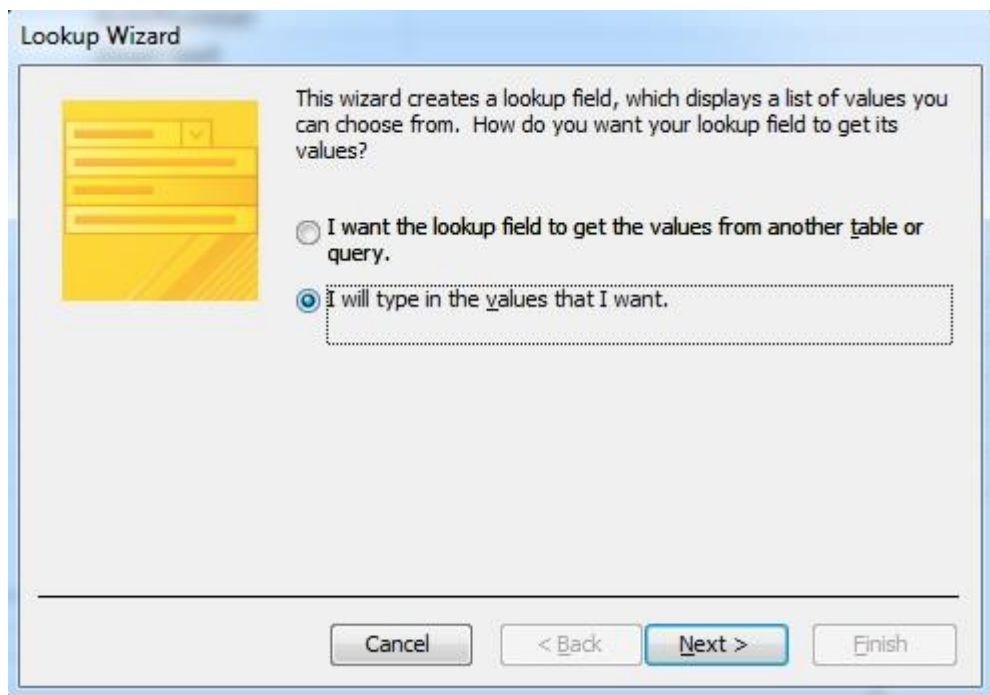 Lookup Wizard
This wizard creates a lookup field, which displays a list of values you
can choose from. How do you want your lookup field to get its
values?
I want the lookup field to get the values from another table or
query.
I will type in the values that I want.
Cancel
< Back
Next >
Finish